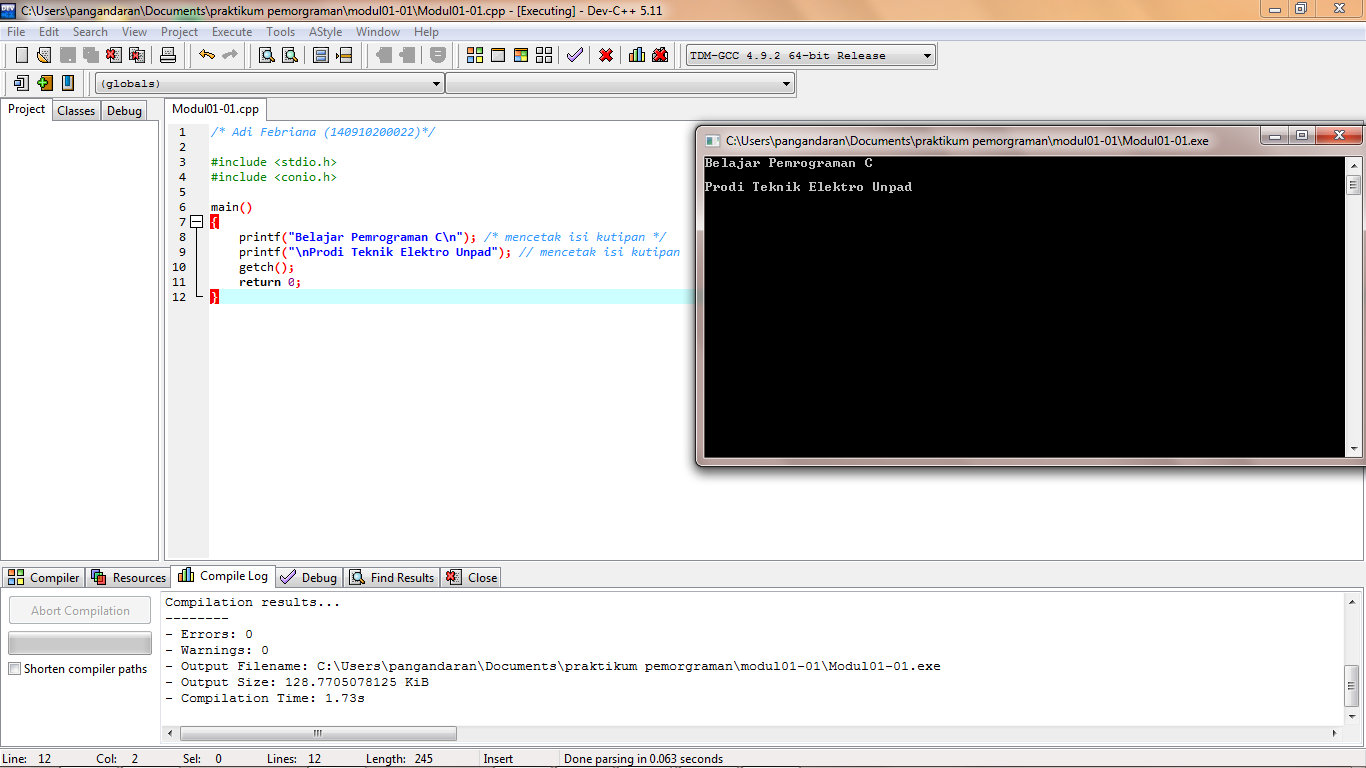 C:\Users\pangandaran\Documents\praktikum pemorgraman\modul01-01\Modul01-01.cpp - [Executing] - Dev-C++ 5.11
File Edit Search View Project Execute Tools AStyle Window Help
TDM-GCC 4.9.2 64-bit Release
(globals)
Project Classes Debug
Modul01-01.cpp
1 /* Adi Febriana (140910200022)*/
2
3 #include <stdio.h>
4 #include <conio.h>
5
6 main()
7 {
8 printf("Belajar Pemrograman C\n"); /* mencetak isi kutipan */
9 printf("\nProdi Teknik Elektro Unpad"); // mencetak isi kutipan
10 getch();
11 return 0;
12 }
C:\Users\pangandaran\Documents\praktikum pemorgraman\modul01-01\Modul01-01.exe
Belajar Pemrograman C
Prodi Teknik Elektro Unpad
Compiler Resources Compile Log Debug Find Results Close
Abort Compilation
Shorten compiler paths
Compilation results...
--------
- Errors: 0
- Warnings: 0
- Output Filename: C:\Users\pangandaran\Documents\praktikum pemorgraman\modul01-01\Modul01-01.exe
- Output Size: 128.7705078125 KiB
- Compilation Time: 1.73s
Line: 12 Col: 2 Sel: 0 Lines: 12 Length: 245 Insert Done parsing in 0.063 seconds